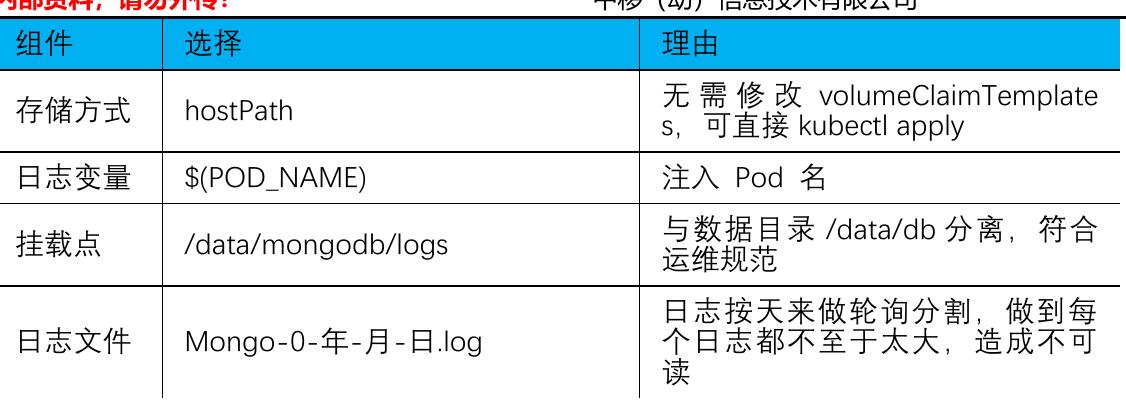 内部资料，请勿外传！ 中移（动）信息技术有限公司
组件 选择 理由
存储方式 hostPath 无需修改 volumeClaimTemplate
s，可直接 kubectl apply
日志变量 $(POD_NAME) 注入 Pod 名
挂载点 /data/mongodb/logs 与数据目录 /data/db 分离，符合
运维规范
日志文件 Mongo-0-年-月-日.log 日志按天来做轮询分割，做到每
个日志都不至于太大，造成不可
读